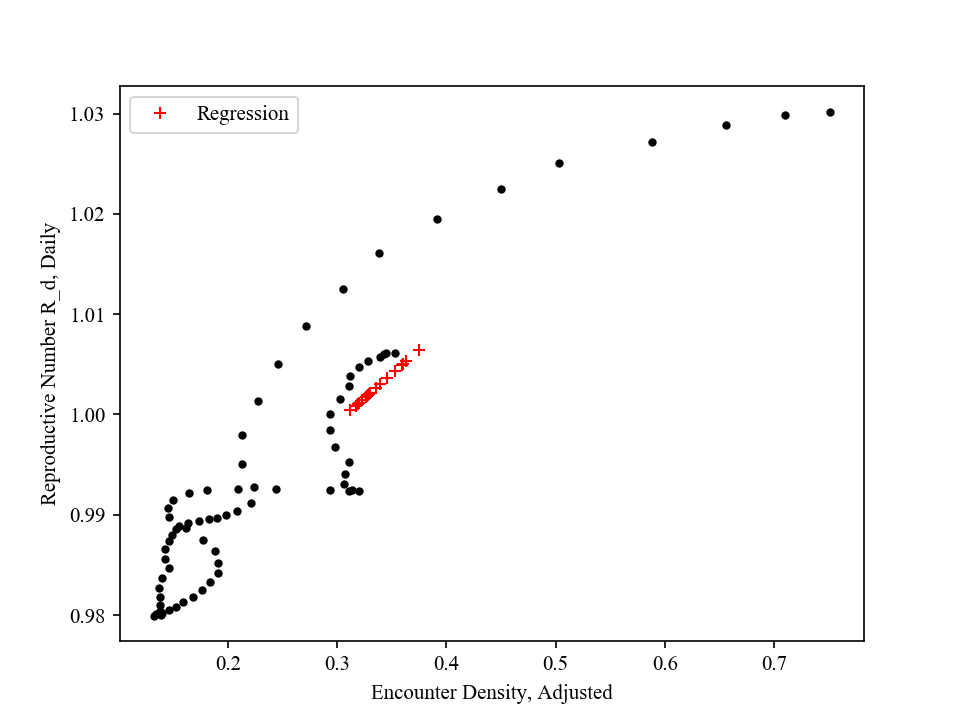 Regression
1.03
1.02
1.01
1.00
0.99
0.98
Reproductive Number R_d, Daily
0.2 0.3 0.4 0.5 0.6 0.7
Encounter Density, Adjusted